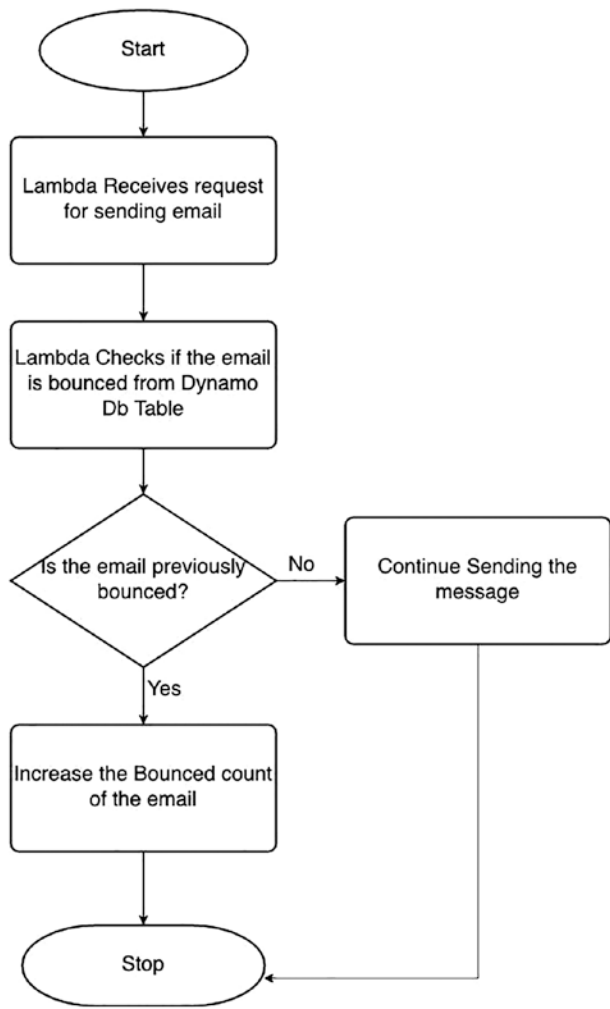 Start
Lambda Receives request
for sending email
Lambda Checks if the email
is bounced from Dynamo
Db Table
Is the email previously
bounced?
No
Continue Sending the
message
Yes
Increase the Bounced count
of the email
Stop